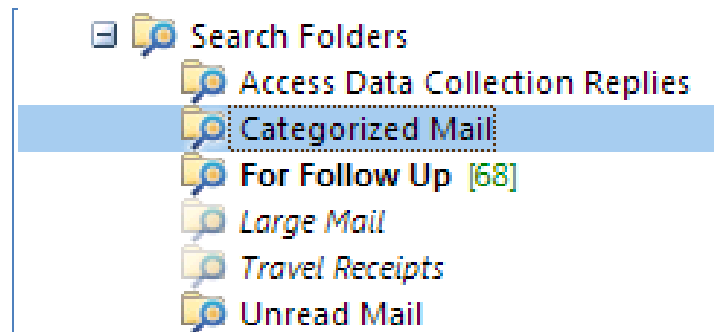 Search Folders
Access Data Collection Replies
Categorized Mail
For Follow Up [68]
Large Mail
Travel Receipts
Unread Mail